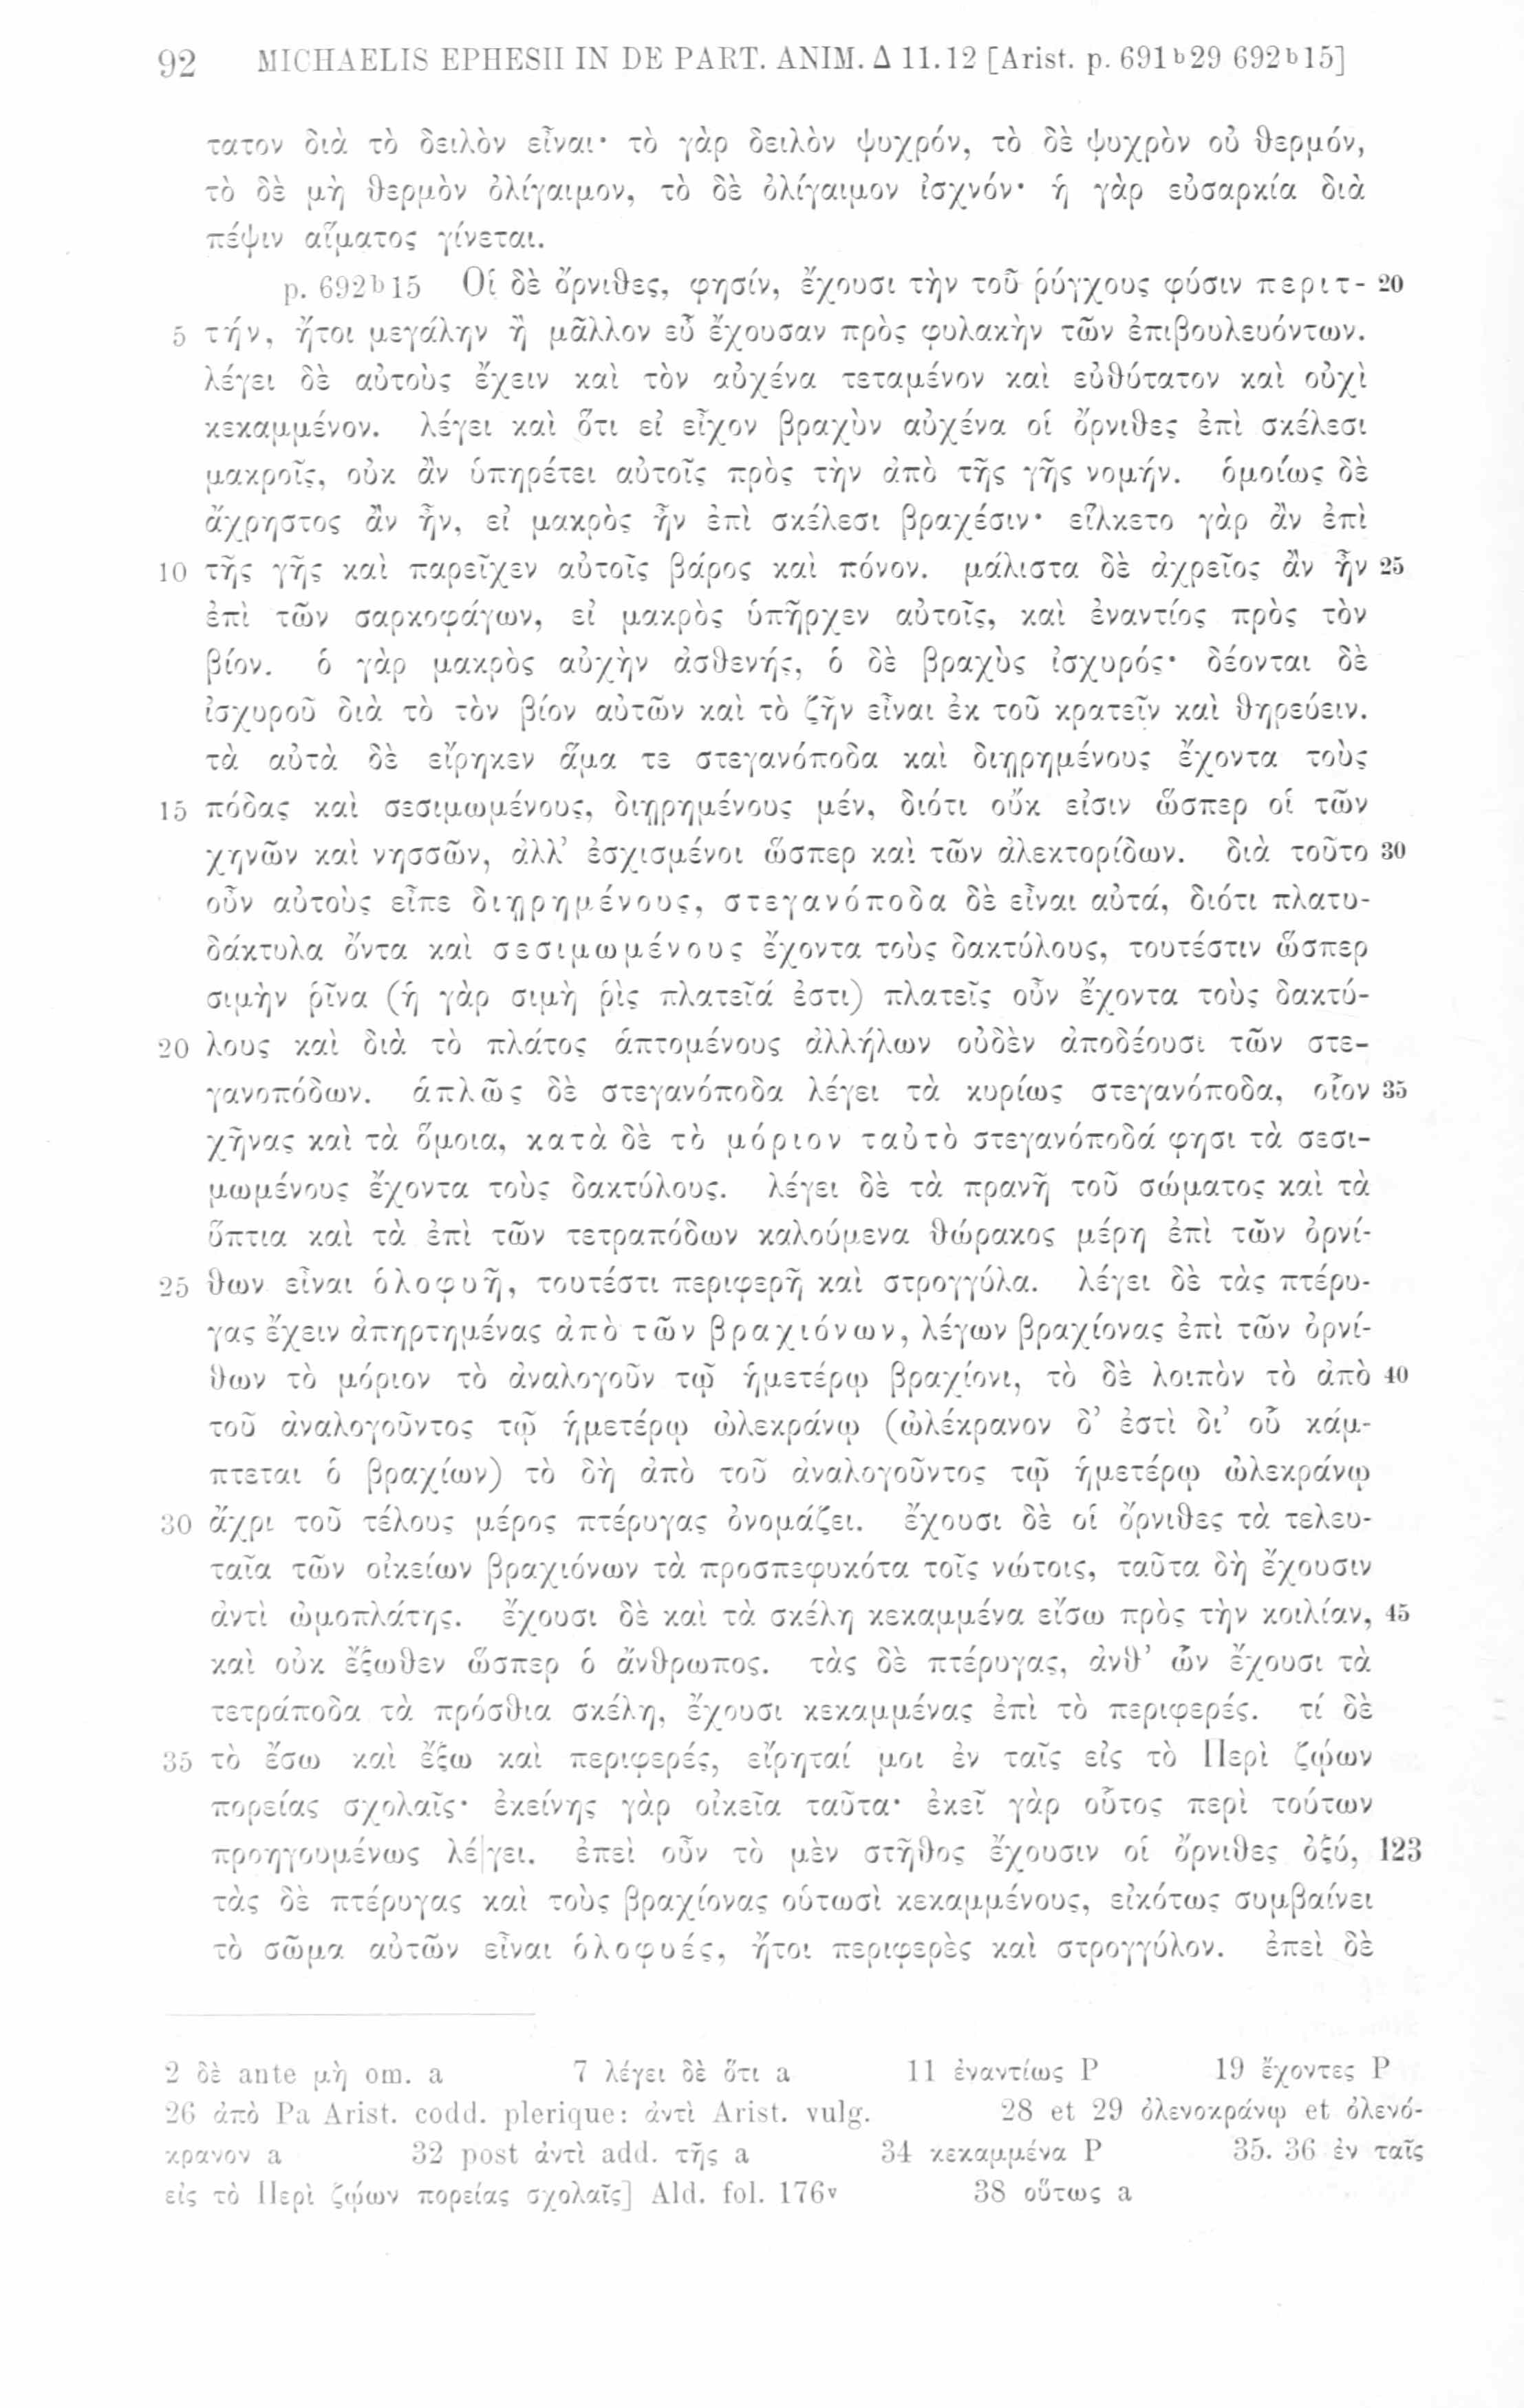 92 MICHAELIS EPHESII IN DE PART. ANIM. Δ 11.12 [Arist. p. 691ᵇ29 692ᵇ15]
τατον διὰ τὸ δειλὸν εἶναι· τὸ γὰρ δειλὸν ψυχρόν, τὸ δὲ ψυχρὸν οὐ θερμόν,
τὸ δὲ μὴ θερμὸν ὀλίγαιμον, τὸ δὲ ὀλίγαιμον ἰσχνόν· ἡ γὰρ εὐσαρκία διὰ
πέψιν αἵματος γίνεται.
p. 692ᵇ15 Οἱ δὲ ὄρνιθες, φησίν, ἔχουσι τὴν τοῦ ῥύγχους φύσιν περιτ- 20
5 τήν, ἤτοι μεγάλην ἢ μᾶλλον εὖ ἔχουσαν πρὸς φυλακὴν τῶν ἐπιβουλευόντων.
λέγει δὲ αὐτοὺς ἔχειν καὶ τὸν αὐχένα τεταμένον καὶ εὐθύτατον καὶ οὐχὶ
κεκαμμένον. λέγει καὶ ὅτι εἰ εἶχον βραχὺν αὐχένα οἱ ὄρνιθες ἐπὶ σκέλεσι
μακροῖς, οὐκ ἂν ὑπηρέτει αὐτοῖς πρὸς τὴν ἀπὸ τῆς γῆς νομήν. ὁμοίως δὲ
ἄχρηστος ἂν ἦν, εἰ μακρὸς ἦν ἐπὶ σκέλεσι βραχέσιν· εἵλκετο γὰρ ἂν ἐπὶ
10 τῆς γῆς καὶ παρεῖχεν αὐτοῖς βάρος καὶ πόνον. μάλιστα δὲ ἀχρεῖος ἂν ἦν 25
ἐπὶ τῶν σαρκοφάγων, εἰ μακρὸς ὑπῆρχεν αὐτοῖς, καὶ ἐναντίος πρὸς τὸν
βίον. ὁ γὰρ μακρὸς αὐχὴν ἀσθενής, ὁ δὲ βραχὺς ἰσχυρός· δέονται δὲ
ἰσχυροῦ διὰ τὸ τὸν βίον αὐτῶν καὶ τὸ ζῆν εἶναι ἐκ τοῦ κρατεῖν καὶ θηρεύειν.
τὰ αὐτὰ δὲ εἴρηκεν ἅμα τε στεγανόποδα καὶ διῃρημένους ἔχοντα τοὺς
15 πόδας καὶ σεσιμωμένους, διῃρημένους μέν, διότι οὔκ εἰσιν ὥσπερ οἱ τῶν
χηνῶν καὶ νησσῶν, ἀλλ’ ἐσχισμένοι ὥσπερ καὶ τῶν ἀλεκτορίδων. διὰ τοῦτο 30
οὖν αὐτοὺς εἶπε διῃρημένους, στεγανόποδα δὲ εἶναι αὐτά, διότι πλατυ-
δάκτυλα ὄντα καὶ σεσιμωμένους ἔχοντα τοὺς δακτύλους, τουτέστιν ὥσπερ
σιμὴν ῥῖνα (ἡ γὰρ σιμὴ ῥὶς πλατεῖά ἐστι) πλατεῖς οὖν ἔχοντα τοὺς δακτύ-
20 λους καὶ διὰ τὸ πλάτος ἁπτομένους ἀλλήλων οὐδὲν ἀποδέουσι τῶν στε-
γανοπόδων. ἁπλῶς δὲ στεγανόποδα λέγει τὰ κυρίως στεγανόποδα, οἷον 35
χῆνας καὶ τὰ ὅμοια, κατὰ δὲ τὸ μόριον ταὐτὸ στεγανόποδά φησι τὰ σεσι-
μωμένους ἔχοντα τοὺς δακτύλους. λέγει δὲ τὰ πρανῆ τοῦ σώματος καὶ τὰ
ὕπτια καὶ τὰ ἐπὶ τῶν τετραπόδων καλούμενα θώρακος μέρη ἐπὶ τῶν ὀρνί-
25 θων εἶναι ὁλοφυῆ, τουτέστι περιφερῆ καὶ στρογγύλα. λέγει δὲ τὰς πτέρυ-
γας ἔχειν ἀπηρτημένας ἀπὸ τῶν βραχιόνων, λέγων βραχίονας ἐπὶ τῶν ὀρνί-
θων τὸ μόριον τὸ ἀναλογοῦν τῷ ἡμετέρῳ βραχίονι, τὸ δὲ λοιπὸν τὸ ἀπὸ 40
τοῦ ἀναλογοῦντος τῷ ἡμετέρῳ ὠλεκράνῳ (ὠλέκρανον δ’ ἐστὶ δι’ οὗ κάμ-
πτεται ὁ βραχίων) τὸ δὴ ἀπὸ τοῦ ἀναλογοῦντος τῷ ἡμετέρῳ ὠλεκράνῳ
30 ἄχρι τοῦ τέλους μέρος πτέρυγας ὀνομάζει. ἔχουσι δὲ οἱ ὄρνιθες τὰ τελευ-
ταῖα τῶν οἰκείων βραχιόνων τὰ προσπεφυκότα τοῖς νώτοις, ταῦτα δὴ ἔχουσιν
ἀντὶ ὠμοπλάτης. ἔχουσι δὲ καὶ τὰ σκέλη κεκαμμένα εἴσω πρὸς τὴν κοιλίαν, 45
καὶ οὐκ ἔξωθεν ὥσπερ ὁ ἄνθρωπος. τὰς δὲ πτέρυγας, ἀνθ’ ὧν ἔχουσι τὰ
τετράποδα τὰ πρόσθια σκέλη, ἔχουσι κεκαμμένας ἐπὶ τὸ περιφερές. τί δὲ
35 τὸ ἔσω καὶ ἔξω καὶ περιφερές, εἴρηταί μοι ἐν ταῖς εἰς τὸ Περὶ ζῴων
πορείας σχολαῖς· ἐκείνης γὰρ οἰκεῖα ταῦτα· ἐκεῖ γὰρ οὗτος περὶ τούτων
προηγουμένως λέ|γει. ἐπεὶ οὖν τὸ μὲν στῆθος ἔχουσιν οἱ ὄρνιθες ὀξύ, 123
τὰς δὲ πτέρυγας καὶ τοὺς βραχίονας οὑτωσὶ κεκαμμένους, εἰκότως συμβαίνει
τὸ σῶμα αὐτῶν εἶναι ὁλοφυές, ἤτοι περιφερὲς καὶ στρογγύλον. ἐπεὶ δὲ
2 δὲ ante μὴ om. a 7 λέγει δὲ ὅτι a 11 ἐναντίως P 19 ἔχοντες P
26 ἀπὸ Pa Arist. codd. plerique: ἀντὶ Arist. vulg. 28 et 29 ὀλενοκράνῳ et ὀλενό-
κρανον a 32 post ἀντὶ add. τῆς a 34 κεκαμμένα P 35. 36 ἐν ταῖς
εἰς τὸ Περὶ ζῴων πορείας σχολαῖς] Ald. fol. 176ᵛ 38 οὕτως a